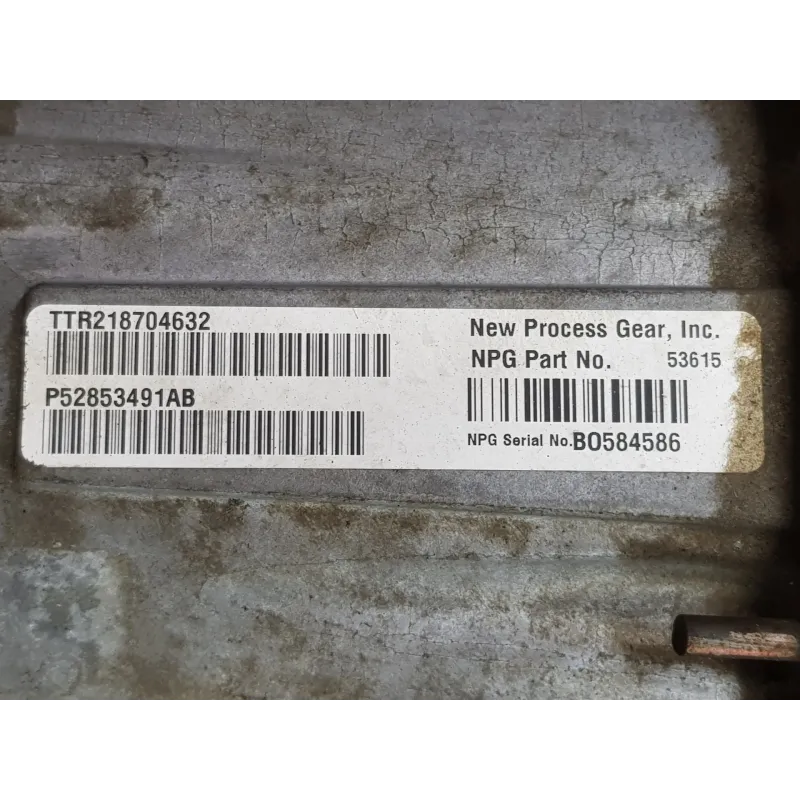 TTR218704632
P52853491AB
New Process Gear, Inc.
NPG Part No. 53615
NPG Serial No. BO584586